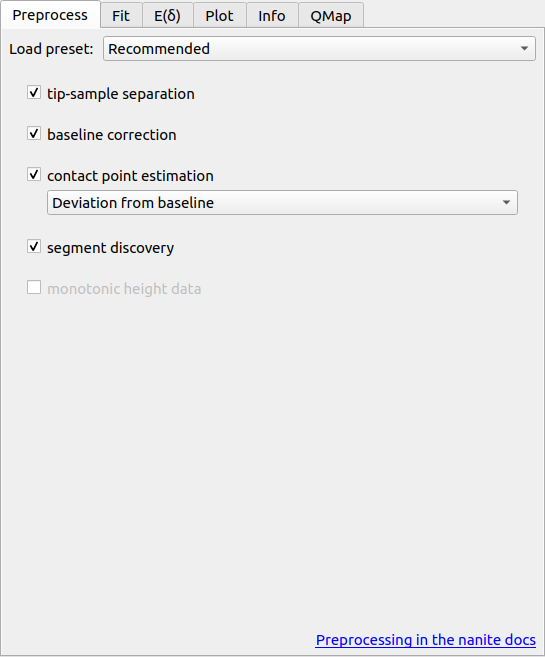 Preprocess Fit E(δ) Plot Info QMap
Load preset: Recommended
tip-sample separation
baseline correction
contact point estimation
Deviation from baseline
segment discovery
monotonic height data
Preprocessing in the nanite docs